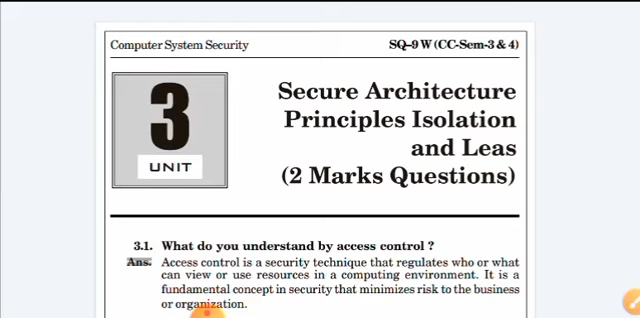 Computer System Security
SQ-9 W (CC-Sem-3 & 4)
3
UNIT
Secure Architecture
Principles Isolation
and Leas
(2 Marks Questions)
3.1. What do you understand by access control ?
Ans. Access control is a security technique that regulates who or what
can view or use resources in a computing environment. It is a
fundamental concept in security that minimizes risk to the business
or organization.